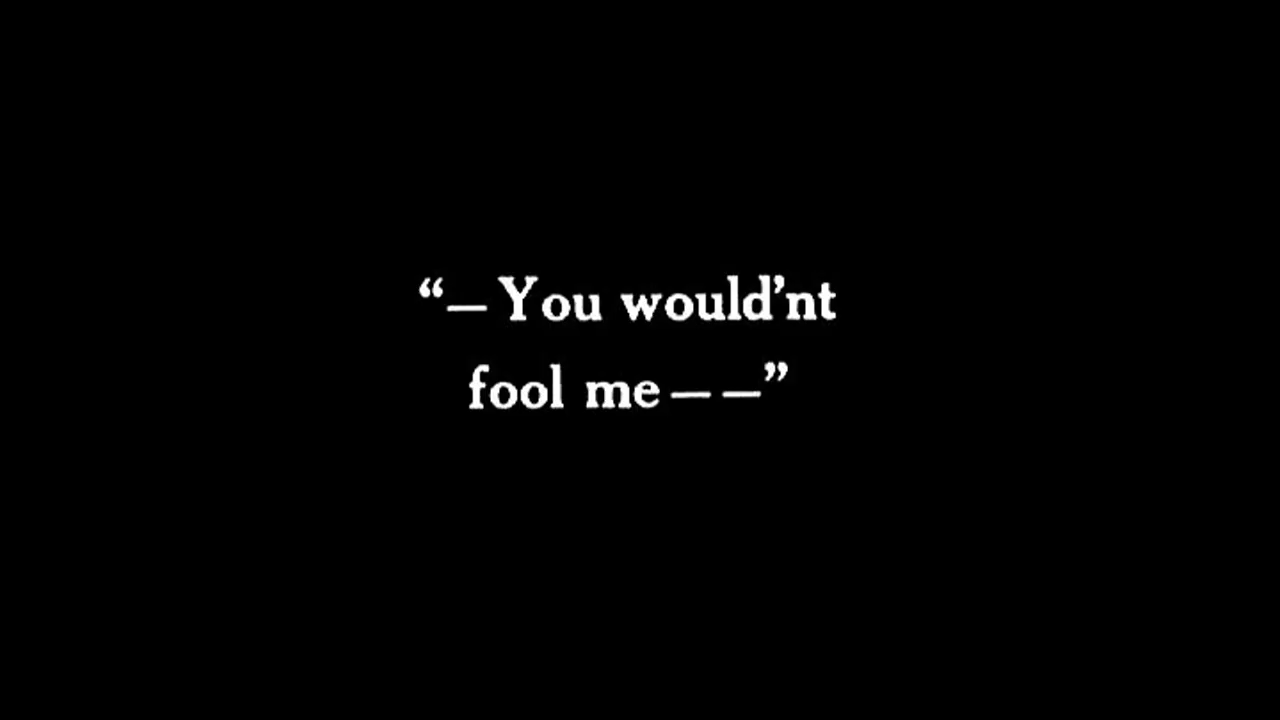 “— You would’nt
fool me — —”